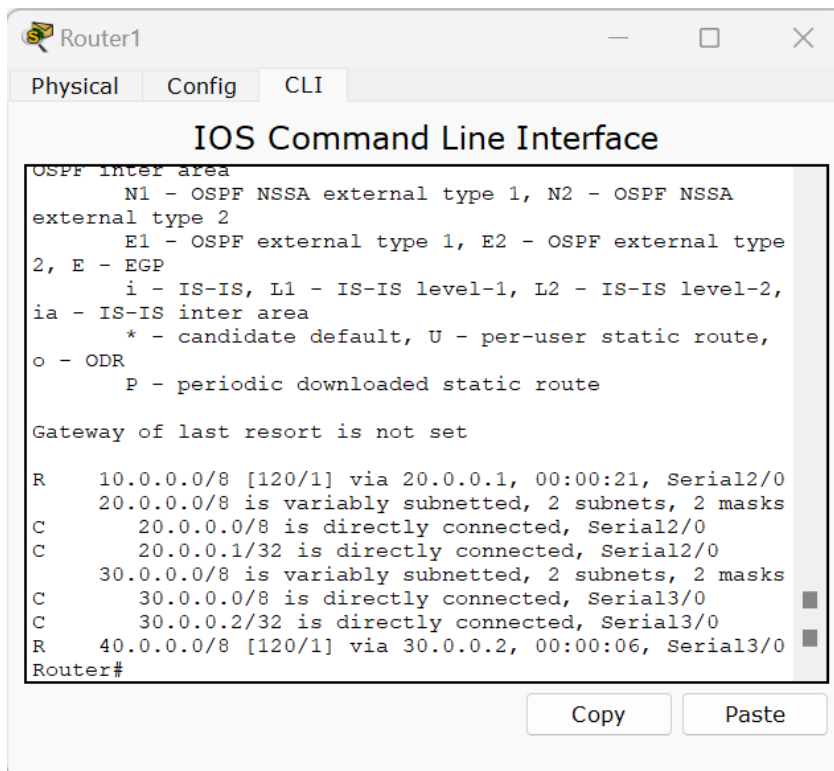 Router1
Physical Config CLI
IOS Command Line Interface
OSPF inter area
       N1 - OSPF NSSA external type 1, N2 - OSPF NSSA
external type 2
       E1 - OSPF external type 1, E2 - OSPF external type
2, E - EGP
       i - IS-IS, L1 - IS-IS level-1, L2 - IS-IS level-2,
ia - IS-IS inter area
       * - candidate default, U - per-user static route,
o - ODR
       P - periodic downloaded static route

Gateway of last resort is not set

R    10.0.0.0/8 [120/1] via 20.0.0.1, 00:00:21, Serial2/0
     20.0.0.0/8 is variably subnetted, 2 subnets, 2 masks
C       20.0.0.0/8 is directly connected, Serial2/0
C       20.0.0.1/32 is directly connected, Serial2/0
     30.0.0.0/8 is variably subnetted, 2 subnets, 2 masks
C       30.0.0.0/8 is directly connected, Serial3/0
C       30.0.0.2/32 is directly connected, Serial3/0
R    40.0.0.0/8 [120/1] via 30.0.0.2, 00:00:06, Serial3/0
Router#
Copy Paste